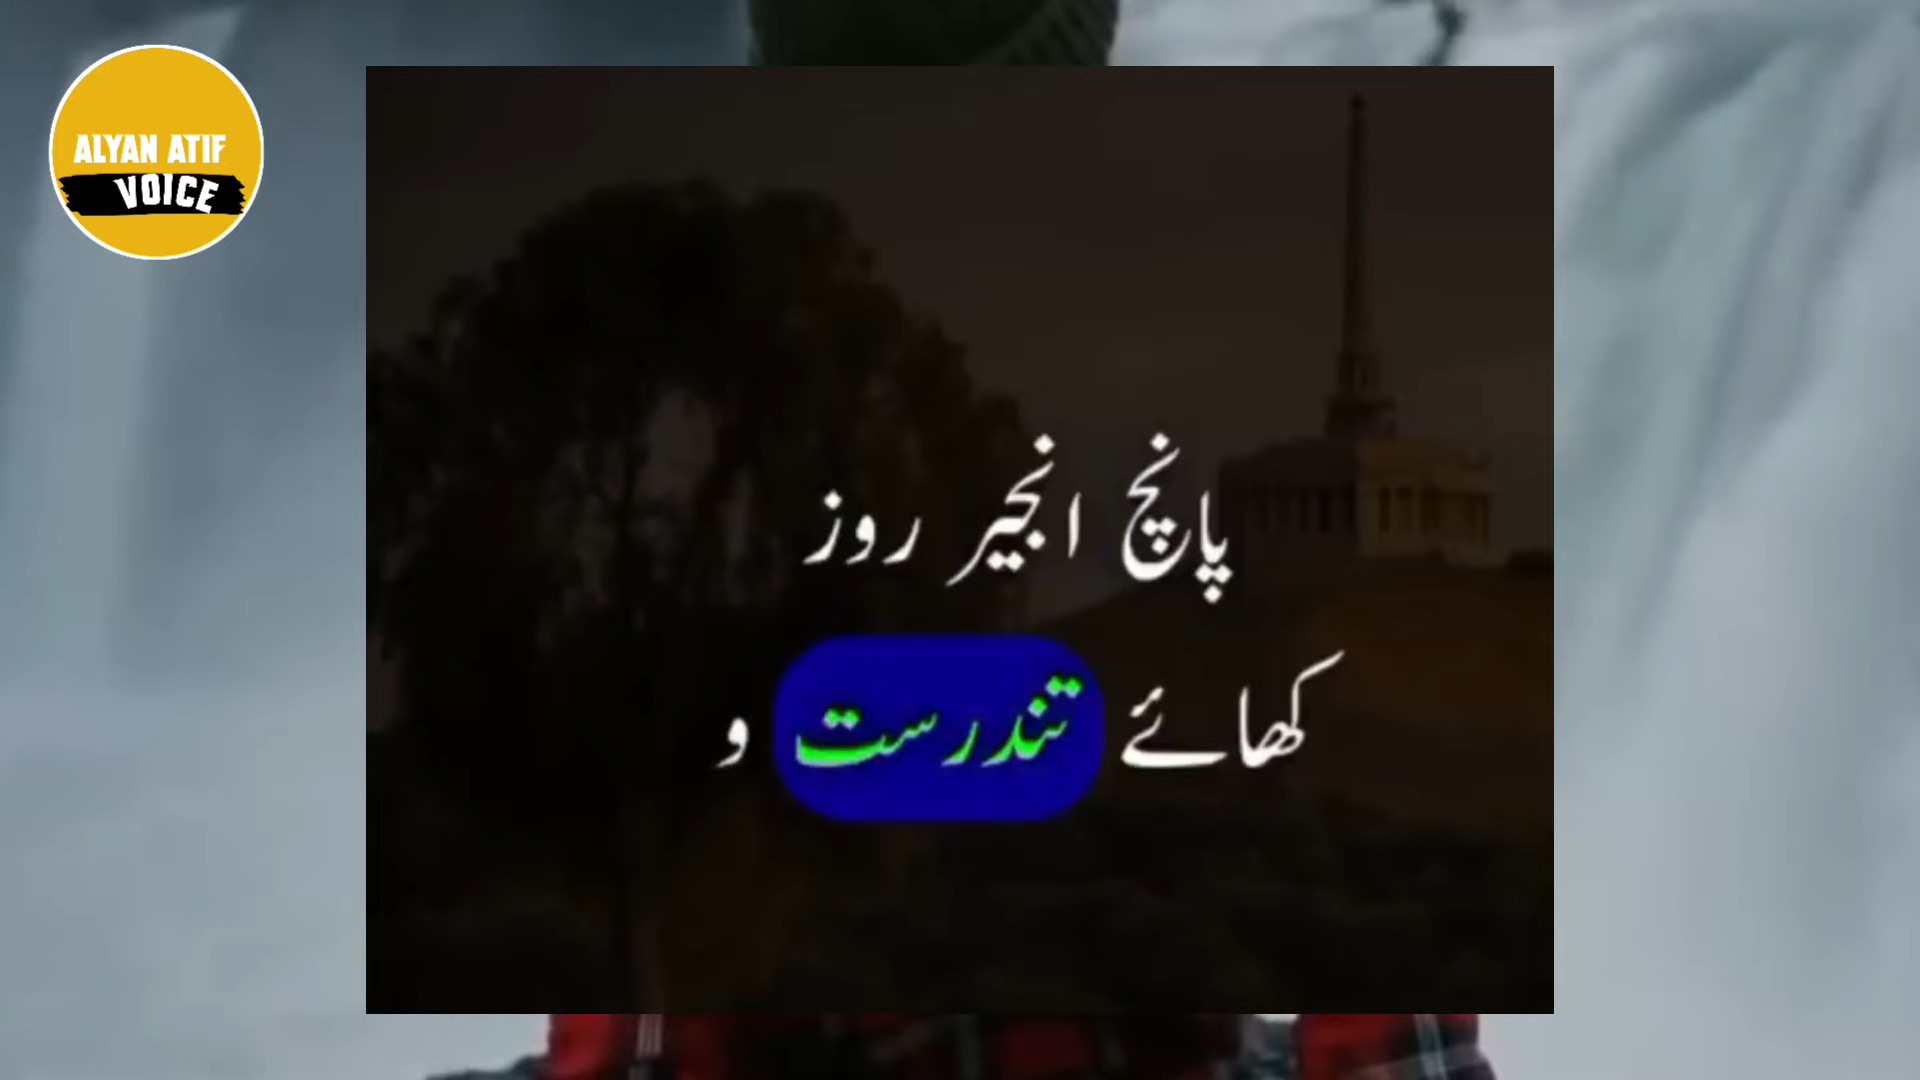 ALYAN ATIF
VOICE
پانچ انجیر روز
کھائے تندرست و